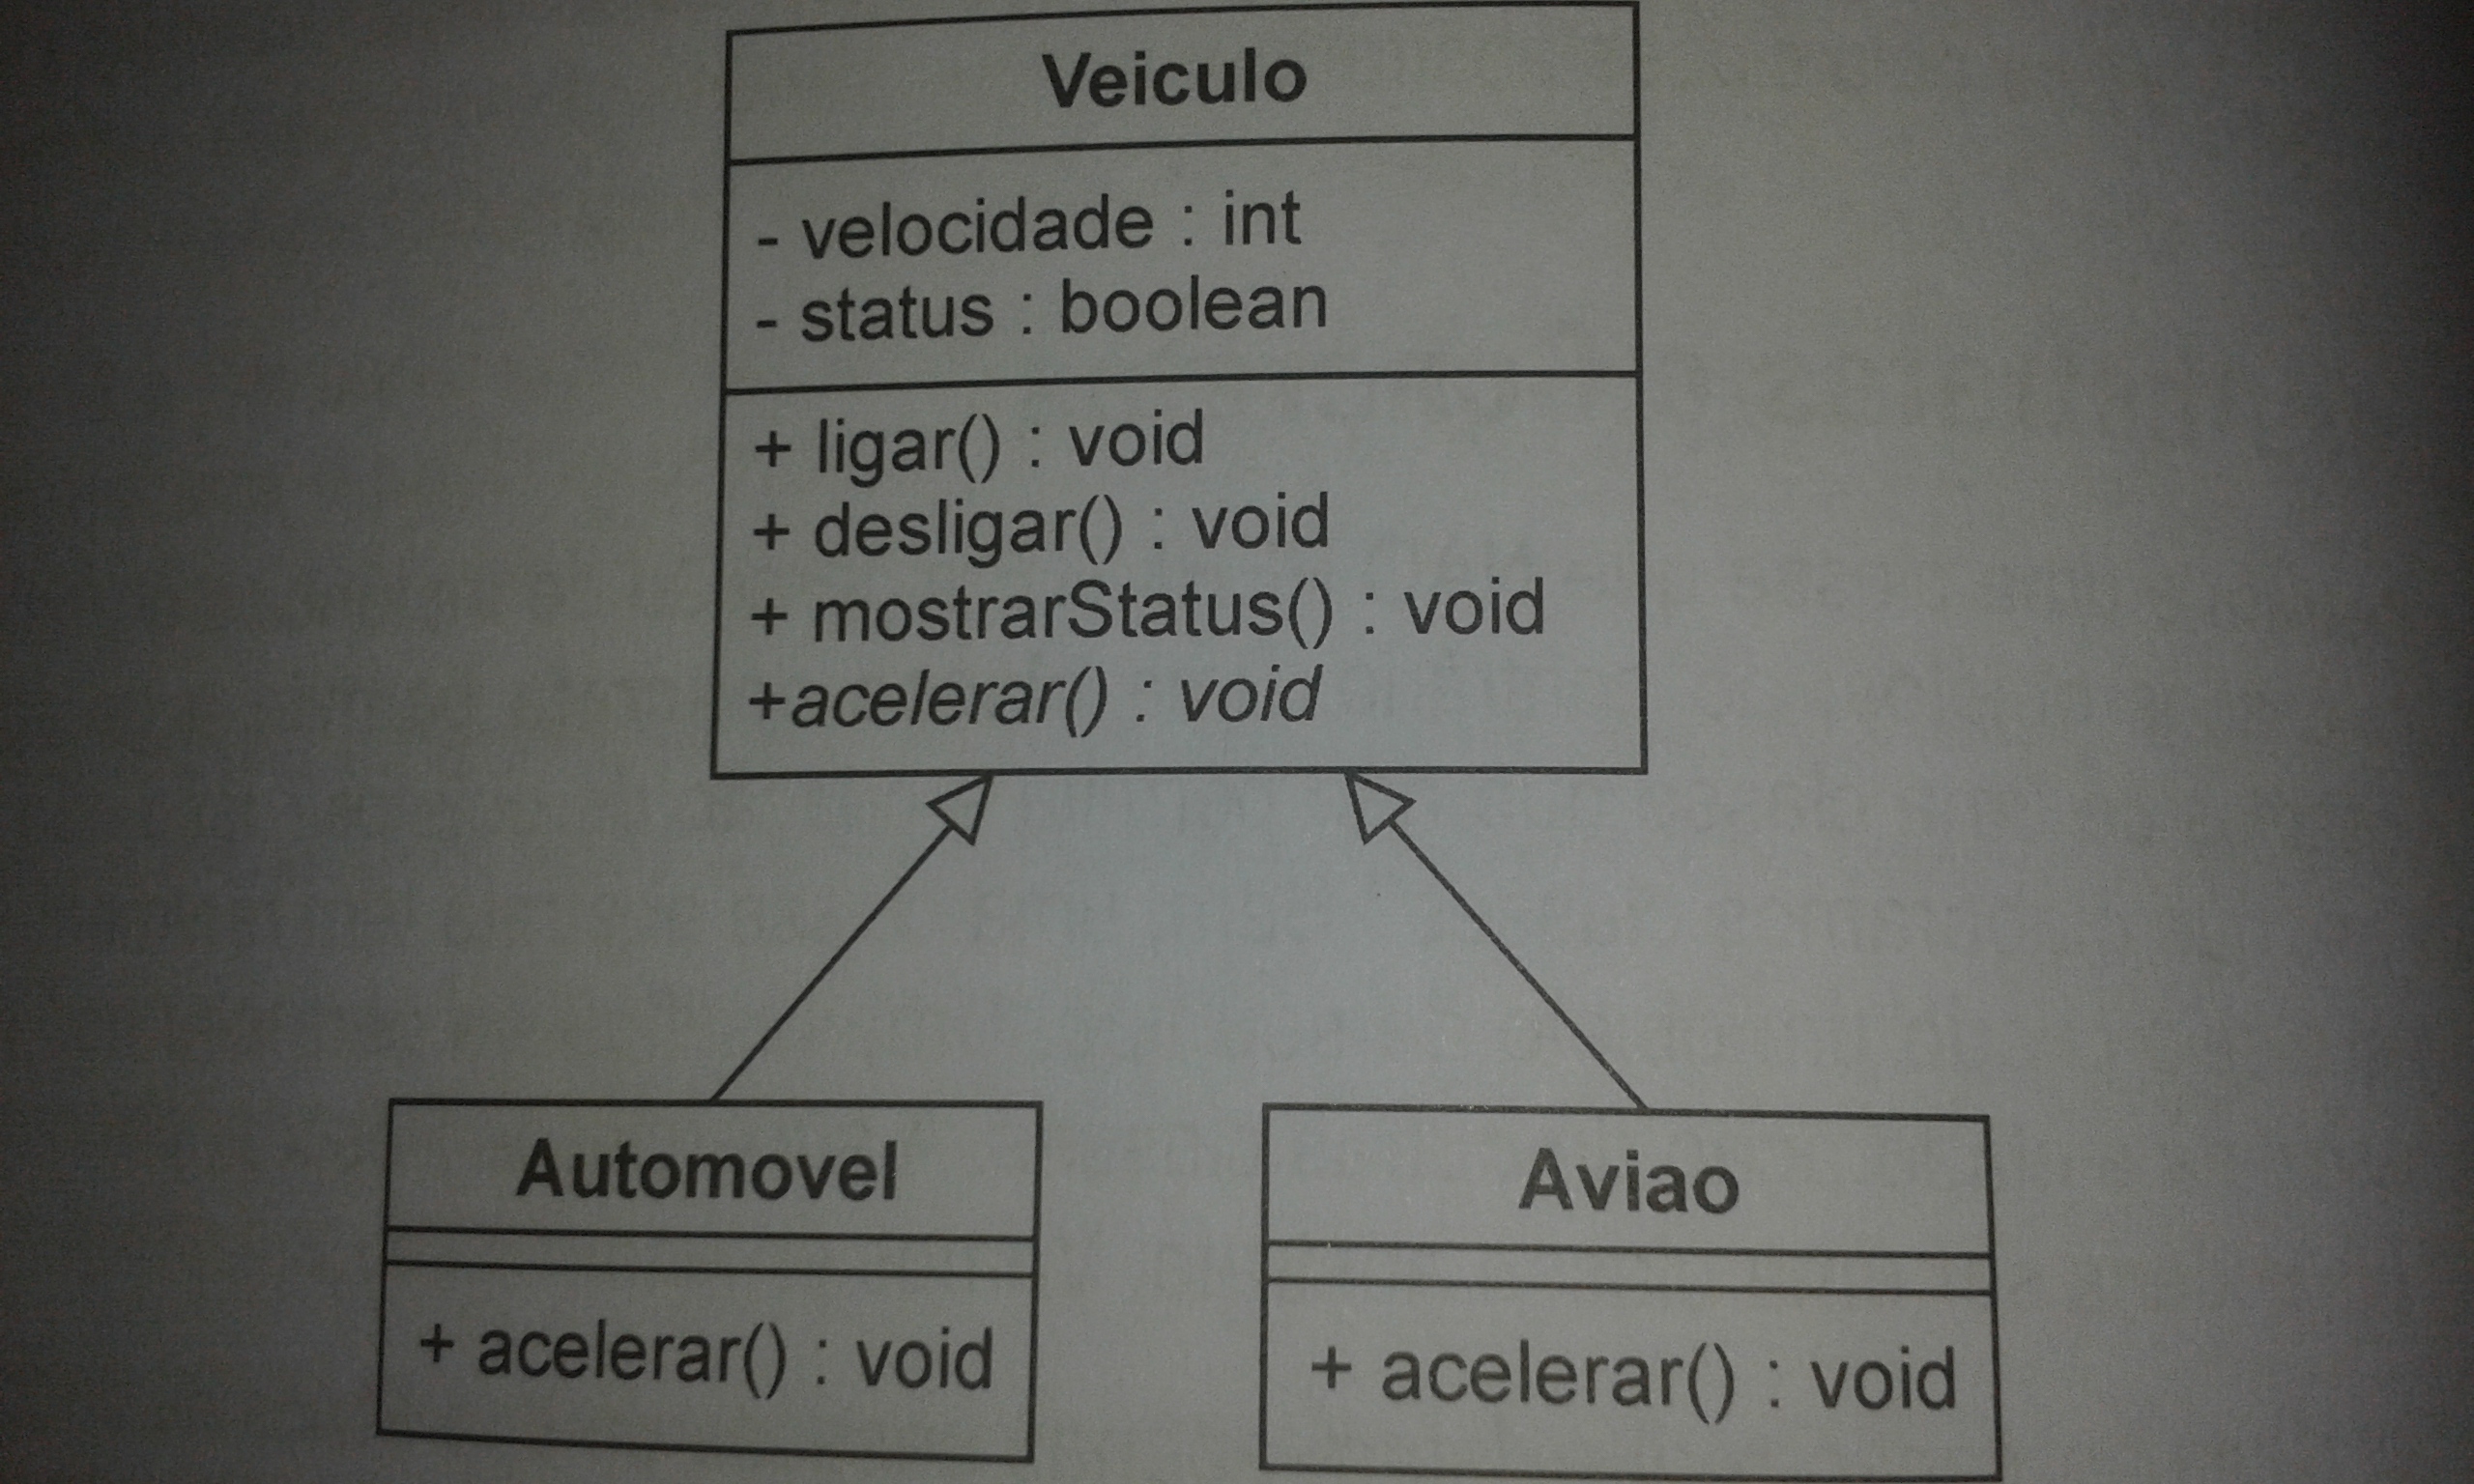 Veiculo
- velocidade : int
- status : boolean
+ ligar() : void
+ desligar() : void
+ mostrarStatus() : void
+acelerar() : void
Automovel
+ acelerar() : void
Aviao
+ acelerar() : void